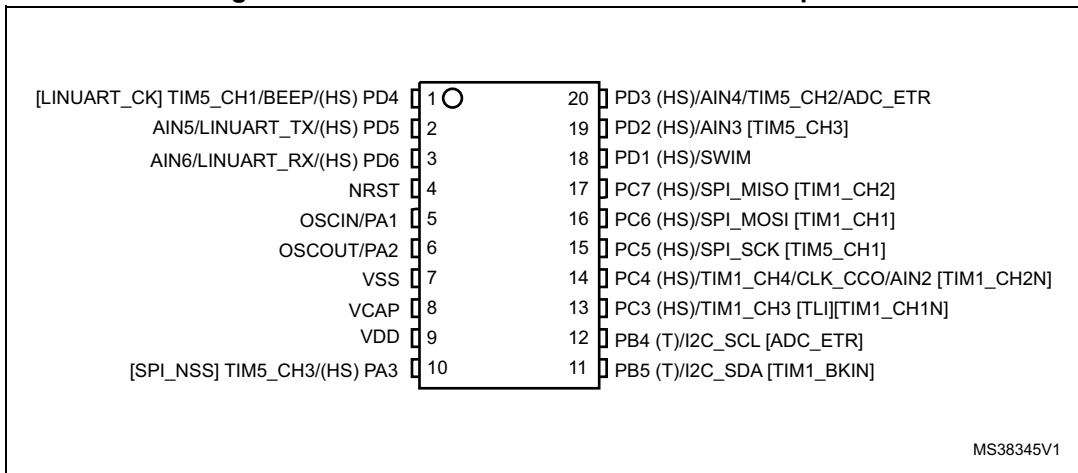 [LINUART_CK] TIM5_CH1/BEEP/(HS) PD4 1 20 PD3 (HS)/AIN4/TIM5_CH2/ADC_ETR
AIN5/LINUART_TX/(HS) PD5 2 19 PD2 (HS)/AIN3 [TIM5_CH3]
AIN6/LINUART_RX/(HS) PD6 3 18 PD1 (HS)/SWIM
NRST 4 17 PC7 (HS)/SPI_MISO [TIM1_CH2]
OSCIN/PA1 5 16 PC6 (HS)/SPI_MOSI [TIM1_CH1]
OSCOUT/PA2 6 15 PC5 (HS)/SPI_SCK [TIM5_CH1]
VSS 7 14 PC4 (HS)/TIM1_CH4/CLK_CCO/AIN2 [TIM1_CH2N]
VCAP 8 13 PC3 (HS)/TIM1_CH3 [TLI][TIM1_CH1N]
VDD 9 12 PB4 (T)/I2C_SCL [ADC_ETR]
[SPI_NSS] TIM5_CH3/(HS) PA3 10 11 PB5 (T)/I2C_SDA [TIM1_BKIN]
MS38345V1